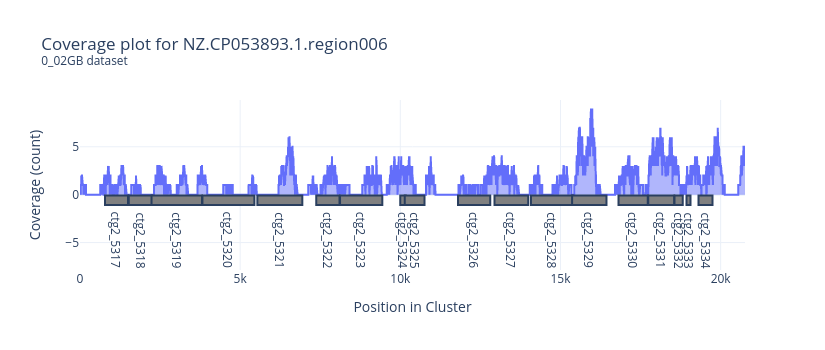 Coverage plot for NZ.CP053893.1.region006
0_02GB dataset
Coverage (count)
5
0
−5
ctg2_5317
ctg2_5318
ctg2_5319
ctg2_5320
ctg2_5321
ctg2_5322
ctg2_5323
ctg2_5324
ctg2_5325
ctg2_5326
ctg2_5327
ctg2_5328
ctg2_5329
ctg2_5330
ctg2_5331
ctg2_5332
ctg2_5333
ctg2_5334
0
5k
10k
15k
20k
Position in Cluster